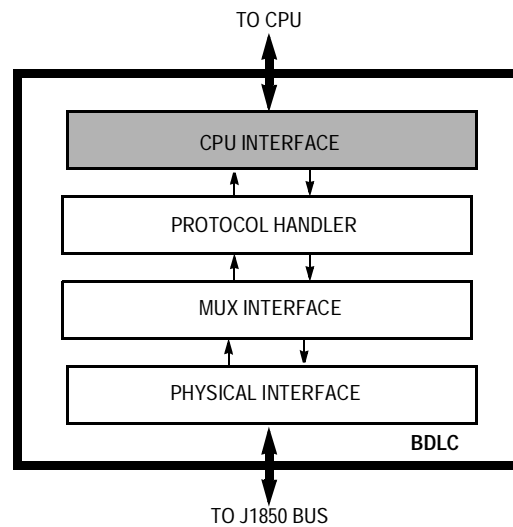 TO CPU
CPU INTERFACE
PROTOCOL HANDLER
MUX INTERFACE
PHYSICAL INTERFACE
BDLC
TO J1850 BUS